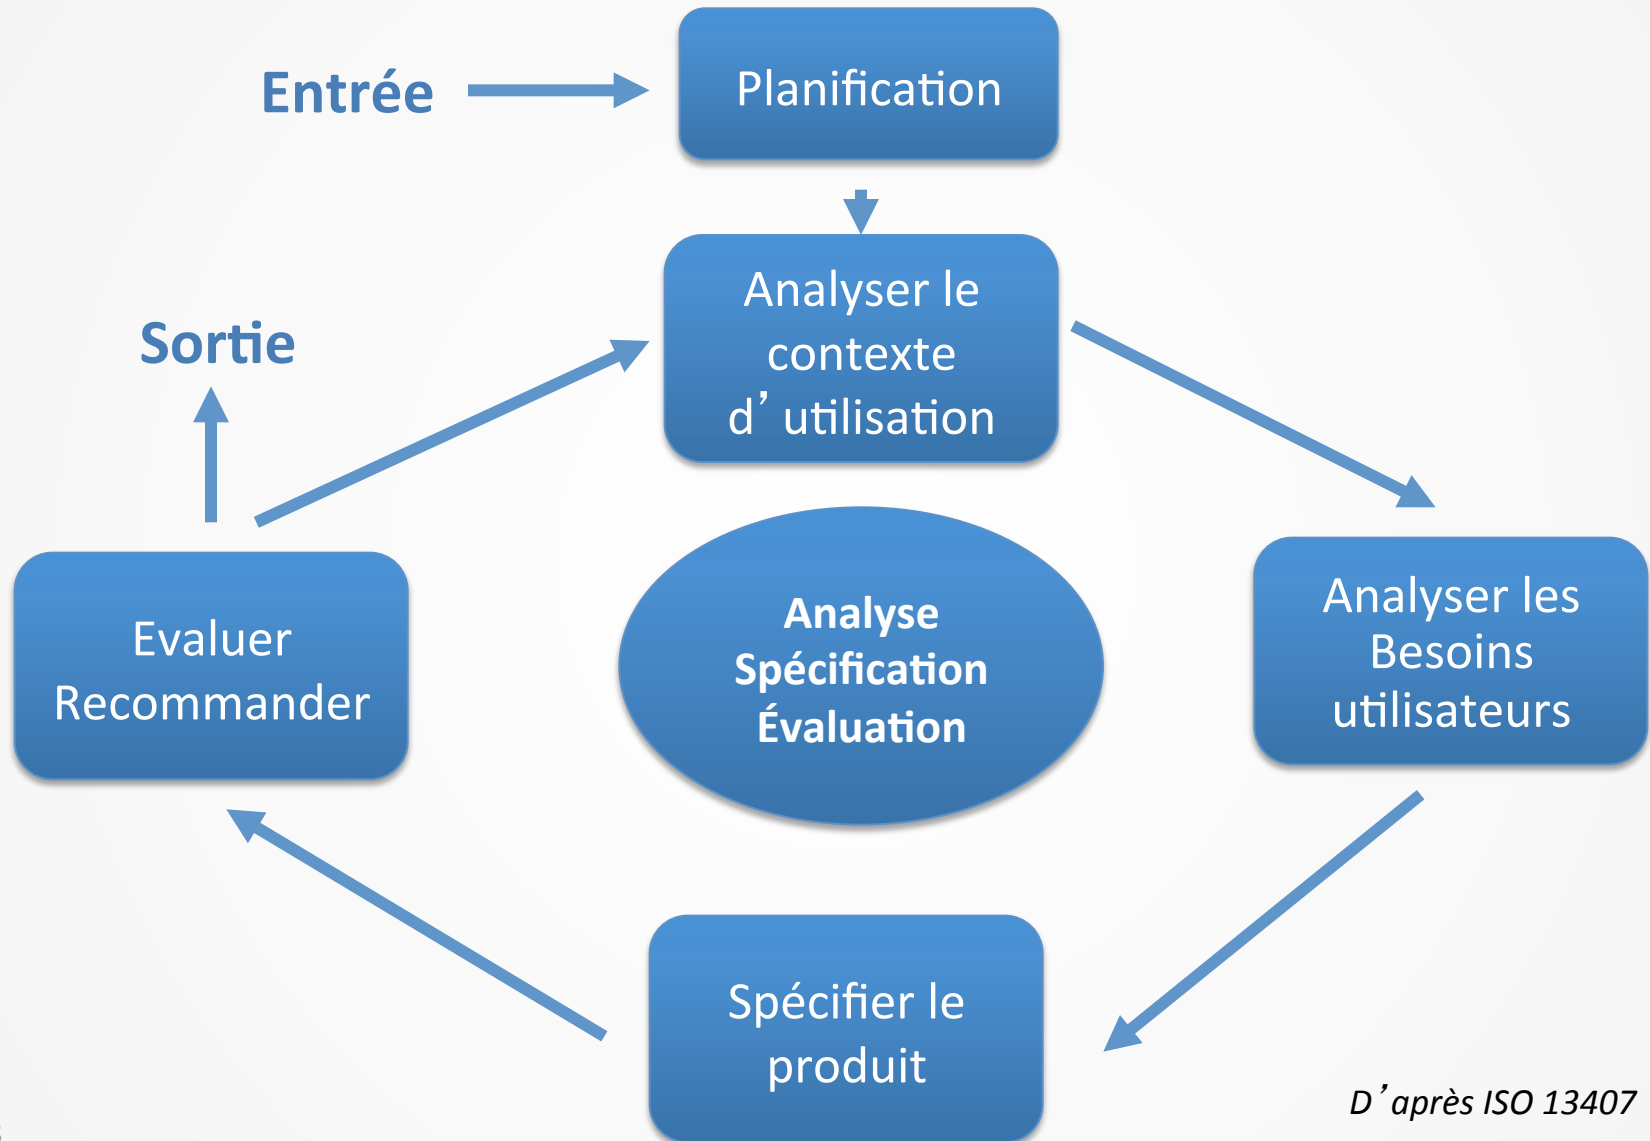 Entrée
Planification
Analyser le
contexte
d’ utilisation
Sortie
Analyser les
Besoins
utilisateurs
Evaluer
Recommander
Analyse
Spécification
Évaluation
Spécifier le
produit
D’après ISO 13407